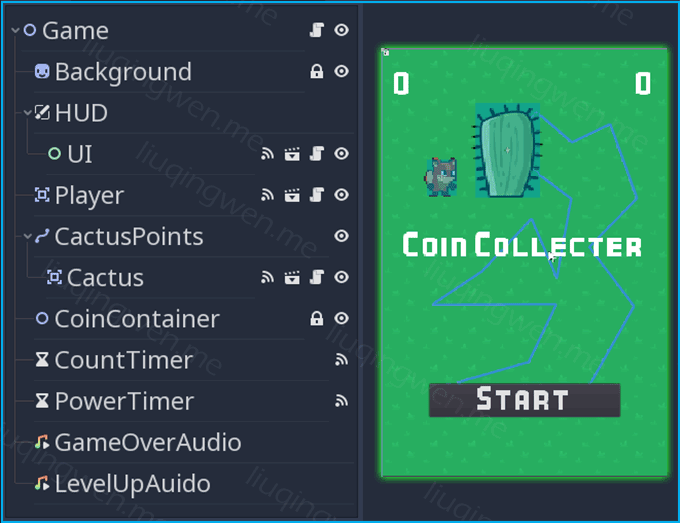 Game
Background
HUD
UI
Player
CactusPoints
Cactus
CoinContainer
CountTimer
PowerTimer
GameOverAudio
LevelUpAuido
0 0
COIN COLLECTER
START
liuqingwen.me